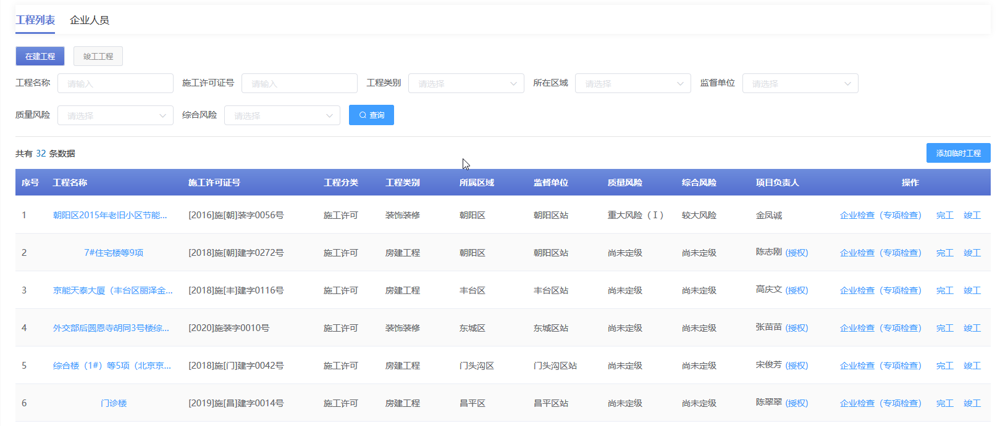 工程列表 企业人员
在建工程 竣工工程
工程名称 请输入 施工许可证号 请输入 工程类别 请选择 所在区域 请选择 监督单位 请选择
质量风险 请选择 综合风险 请选择 查询
共有 32 条数据 添加临时工程
序号 工程名称 施工许可证号 工程分类 工程类别 所属区域 监督单位 质量风险 综合风险 项目负责人 操作
1 朝阳区2015年老旧小区节能... [2016]施[朝]装字0056号 施工许可 装饰装修 朝阳区 朝阳区站 重大风险（Ⅰ） 较大风险 金凤诚 企业检查（专项检查） 完工 竣工
2 7#住宅楼等9项 [2018]施[朝]建字0272号 施工许可 房建工程 朝阳区 朝阳区站 尚未定级 尚未定级 陈志刚 (授权) 企业检查（专项检查） 完工 竣工
3 京能天泰大厦（丰台区丽泽金... [2018]施[丰]建字0116号 施工许可 房建工程 丰台区 丰台区站 尚未定级 尚未定级 高庆文 (授权) 企业检查（专项检查） 完工 竣工
4 外交部后圆恩寺胡同3号楼综... [2020]施装字0010号 施工许可 装饰装修 东城区 东城区站 尚未定级 尚未定级 张苗苗 (授权) 企业检查（专项检查） 完工 竣工
5 综合楼（1#）等5项（北京京... [2018]施[门]建字0042号 施工许可 房建工程 门头沟区 门头沟区站 尚未定级 尚未定级 宋俊芳 (授权) 企业检查（专项检查） 完工 竣工
6 门诊楼 [2019]施[昌]建字0014号 施工许可 房建工程 昌平区 昌平区站 尚未定级 尚未定级 陈翠翠 (授权) 企业检查（专项检查） 完工 竣工